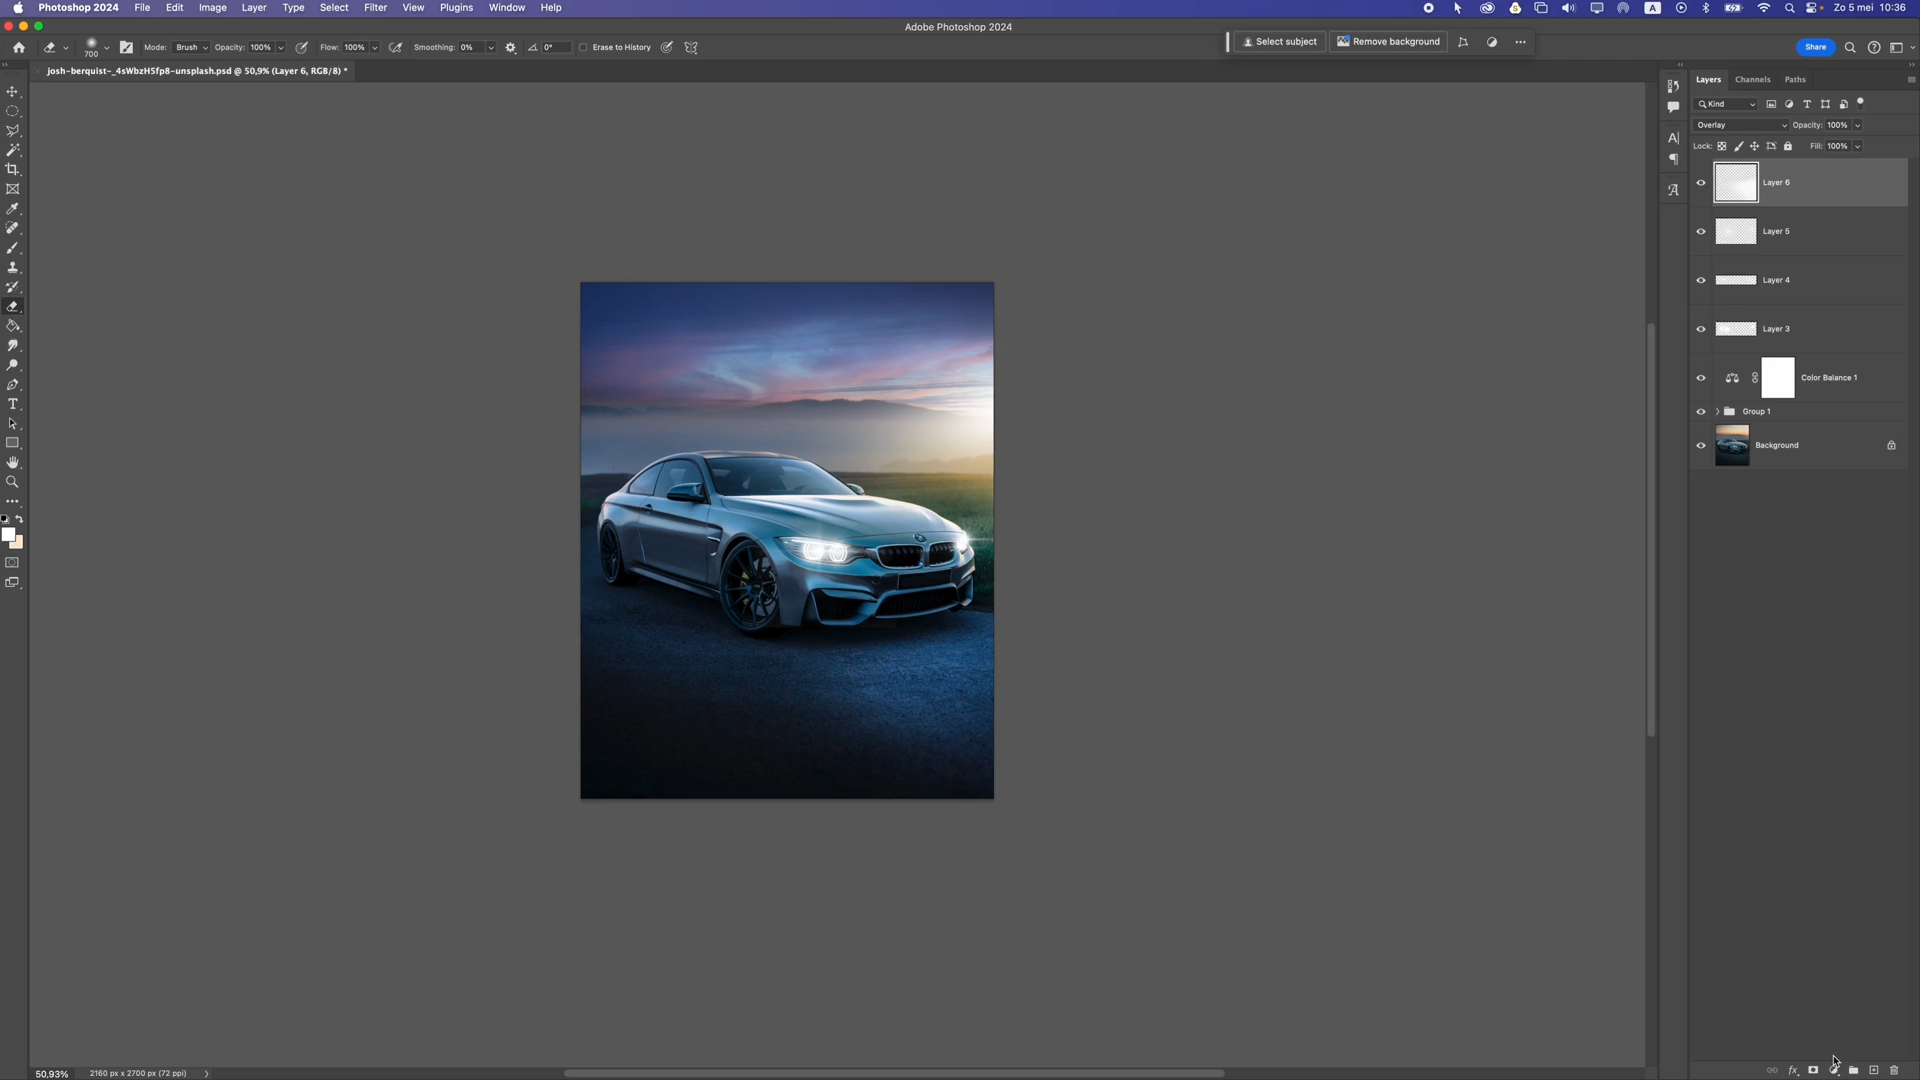 Photoshop 2024 File Edit Image Layer Type Select Filter View Plugins Window Help A Zo 5 mei 10:36
Adobe Photoshop 2024
700 Mode: Brush Opacity: 100% Flow: 100% Smoothing: 0% 0° Erase to History Select subject Remove background Share
josh-berquist-_4sWbzH5fp8-unsplash.psd @ 50,9% (Layer 6, RGB/8) *
Layers Channels Paths
Kind
Overlay Opacity: 100%
Lock: Fill: 100%
Layer 6
Layer 5
Layer 4
Layer 3
Color Balance 1
Group 1
Background
50,93% 2160 px x 2700 px (72 ppi)